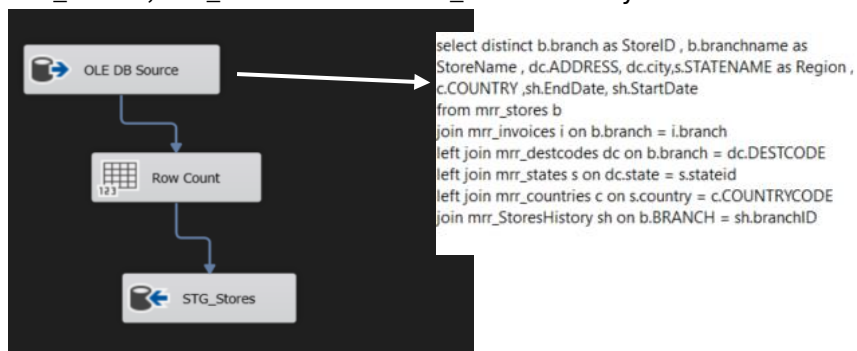 OLE DB Source
123
Row Count
STG_Stores
select distinct b.branch as StoreID , b.branchname as
StoreName , dc.ADDRESS, dc.city,s.STATENAME as Region ,
c.COUNTRY ,sh.EndDate, sh.StartDate
from mrr_stores b
join mrr_invoices i on b.branch = i.branch
left join mrr_destcodes dc on b.branch = dc.DESTCODE
left join mrr_states s on dc.state = s.stateid
left join mrr_countries c on s.country = c.COUNTRYCODE
join mrr_StoresHistory sh on b.BRANCH = sh.branchID